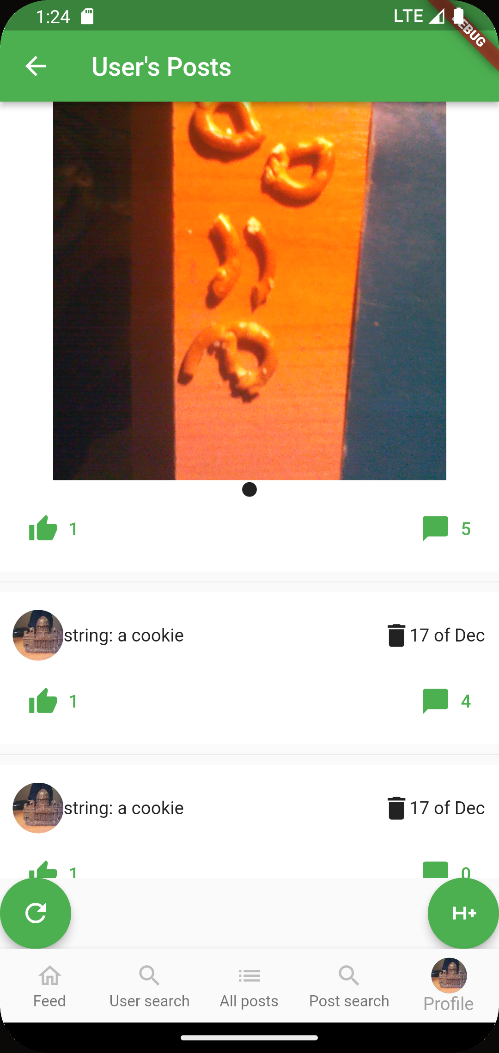 1:24
LTE
DEBUG
User's Posts
1
5
string: a cookie
17 of Dec
1
4
string: a cookie
17 of Dec
1
0
H+
Feed
User search
All posts
Post search
Profile